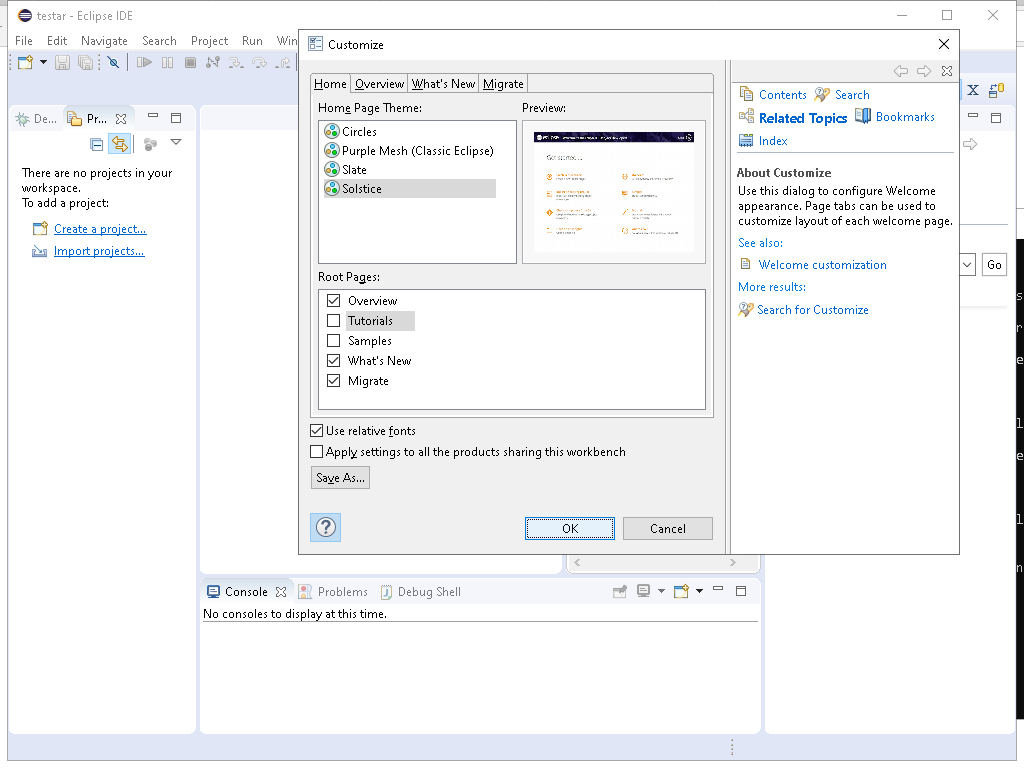 testar - Eclipse IDE
File Edit Navigate Search Project Run Win
Customize
De...
Pr...
There are no projects in your
workspace.
To add a project:
Create a project...
Import projects...
Home Overview What's New Migrate
Home Page Theme:
Preview:
Circles
Purple Mesh (Classic Eclipse)
Slate
Solstice
Root Pages:
Overview
Tutorials
Samples
What's New
Migrate
Use relative fonts
Apply settings to all the products sharing this workbench
Save As...
?
OK
Cancel
Contents Search
Related Topics Bookmarks
Index
About Customize
Use this dialog to configure Welcome
appearance. Page tabs can be used to
customize layout of each welcome page.
See also:
Welcome customization
More results:
Search for Customize
Go
Console
Problems
Debug Shell
No consoles to display at this time.